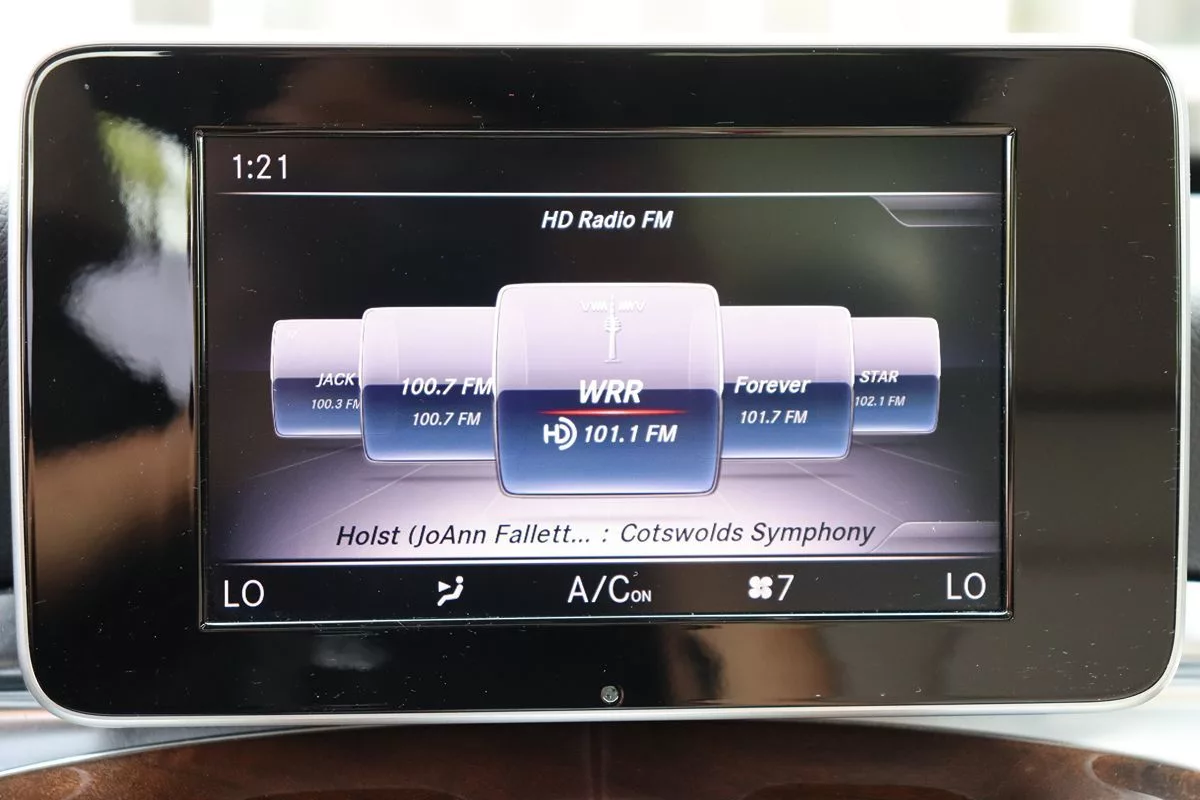 1:21
HD Radio FM
JACK
100.3 FM
100.7 FM
100.7 FM
WRR
HD 101.1 FM
Forever
101.7 FM
STAR
102.1 FM
Holst (JoAnn Fallett... : Cotswolds Symphony
LO A/C ON 7 LO